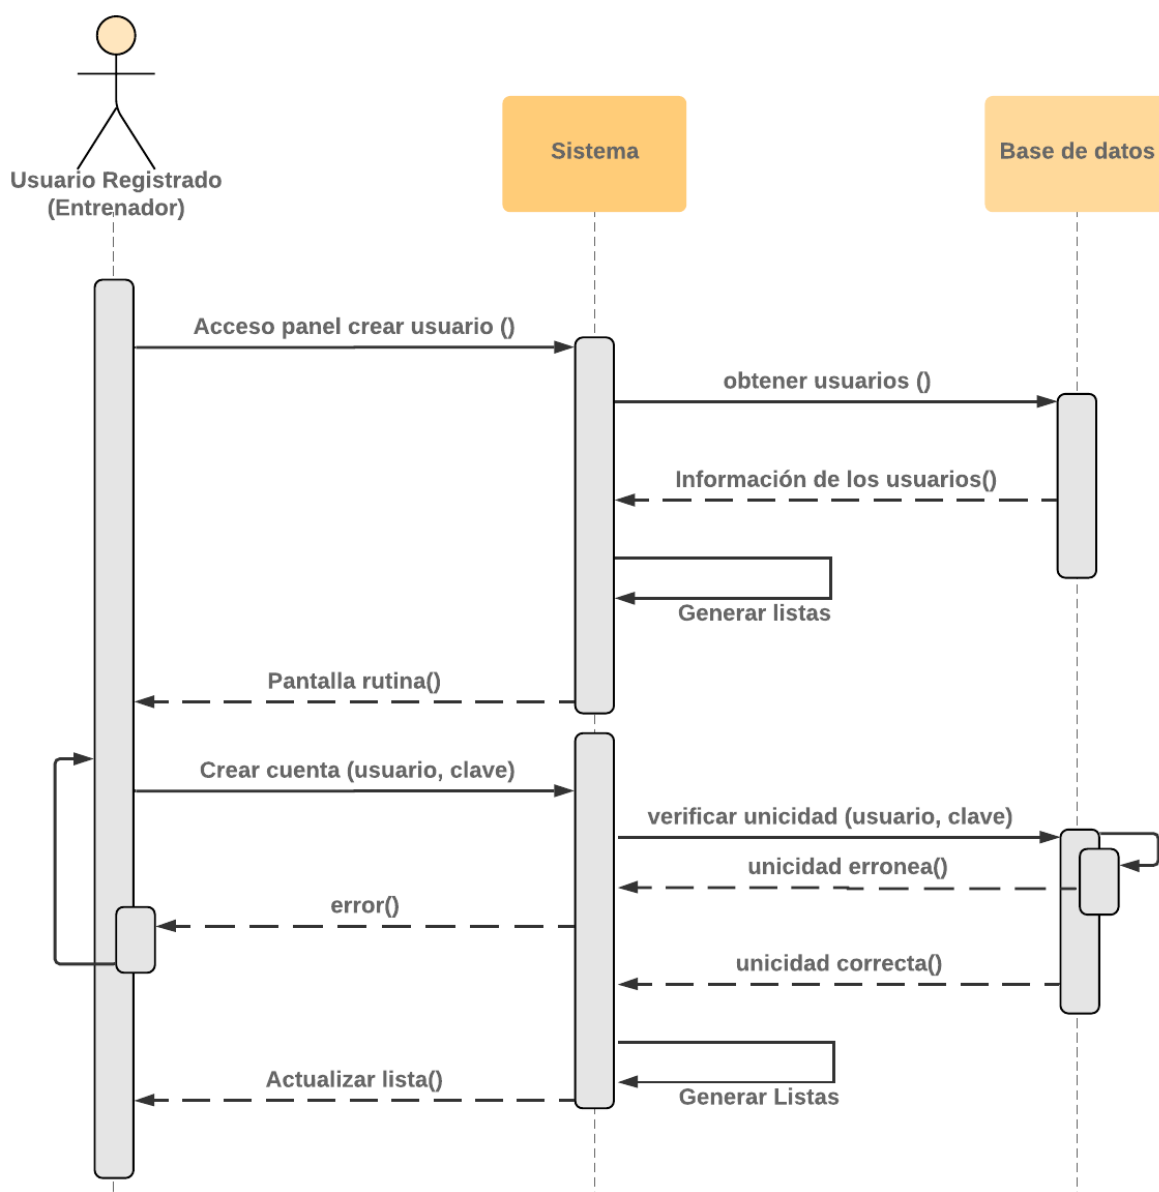 Usuario Registrado
(Entrenador)
Sistema
Base de datos
Acceso panel crear usuario ()
obtener usuarios ()
Información de los usuarios()
Generar listas
Pantalla rutina()
Crear cuenta (usuario, clave)
verificar unicidad (usuario, clave)
unicidad erronea()
error()
unicidad correcta()
Actualizar lista()
Generar Listas